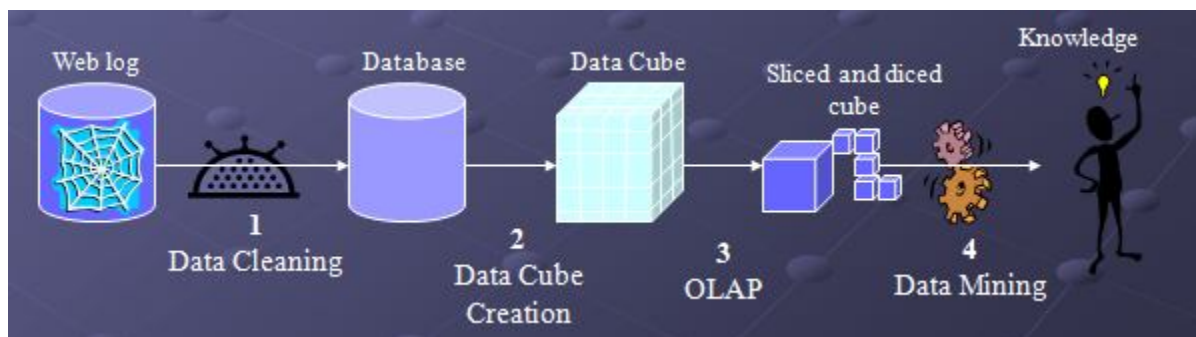 Web log
Database
Data Cube
Sliced and diced
cube
Knowledge
1
Data Cleaning
2
Data Cube
Creation
3
OLAP
4
Data Mining